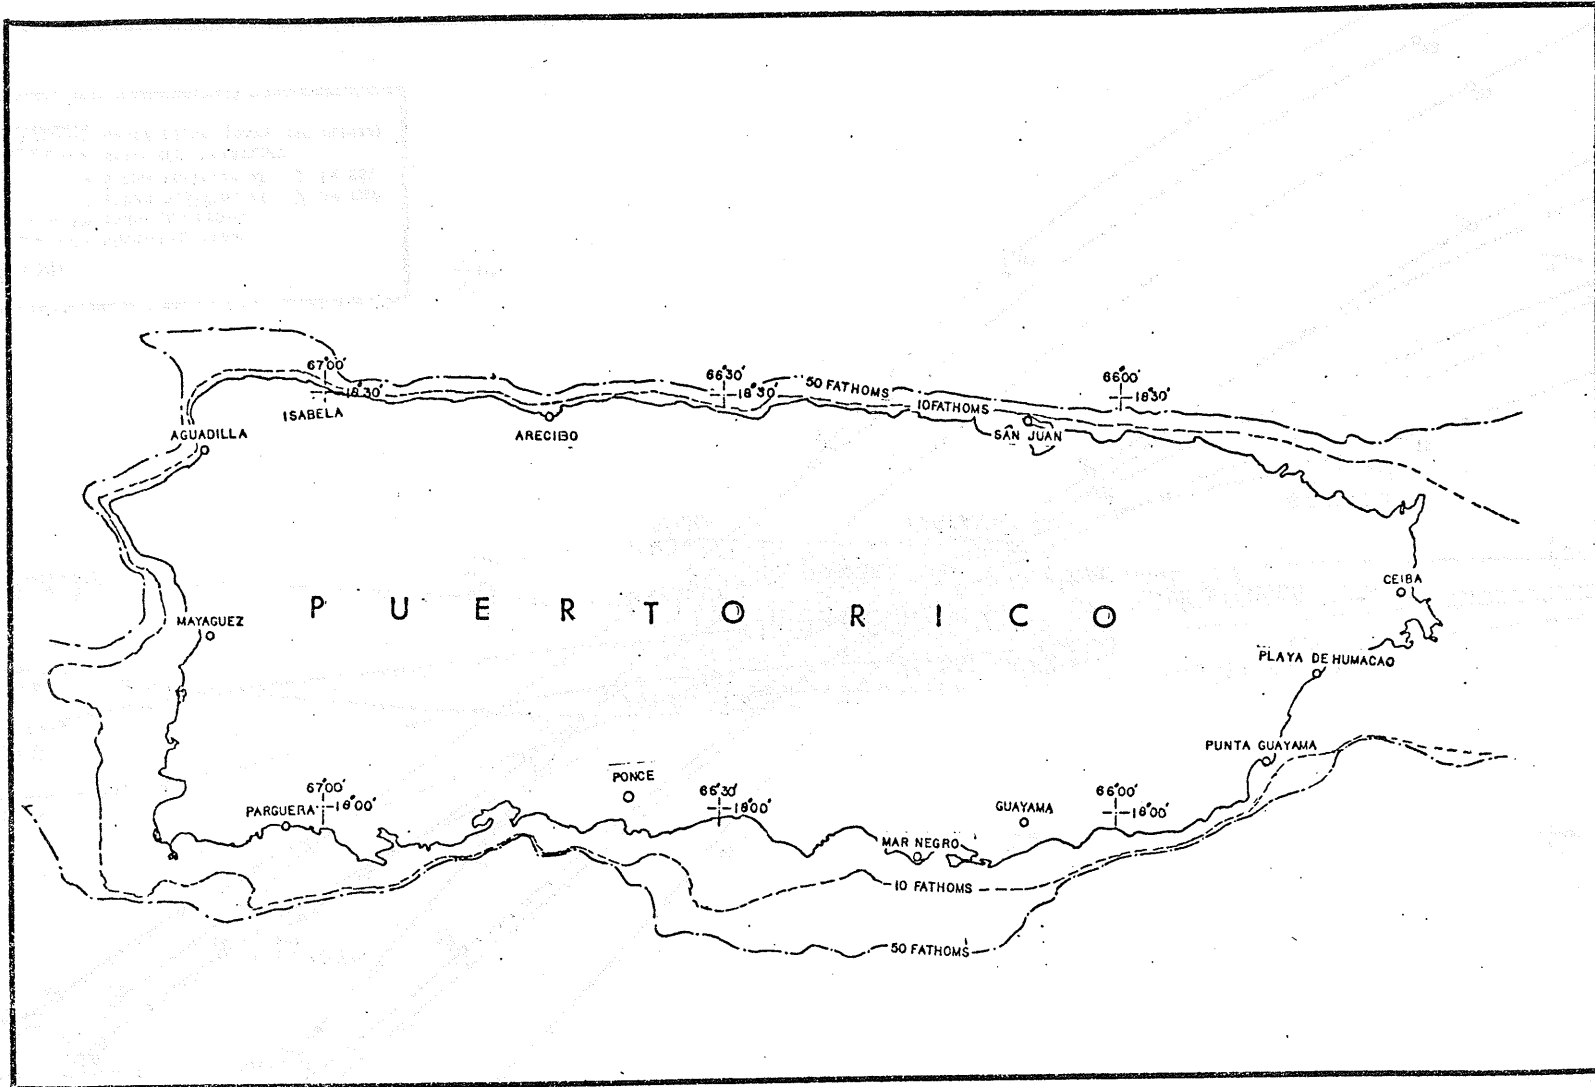 67°00'
18°30'
ISABELA
AGUADILLA
ARECIBO
66°30'
18°30'
50 FATHOMS
10 FATHOMS
SAN JUAN
66°00'
18°30'
CEIBA
MAYAGUEZ
PUERTO RICO
PLAYA DE HUMACAO
PUNTA GUAYAMA
PARGUERA
67°00'
18°00'
PONCE
66°30'
18°00'
GUAYAMA
66°00'
18°00'
MAR NEGRO
10 FATHOMS
50 FATHOMS